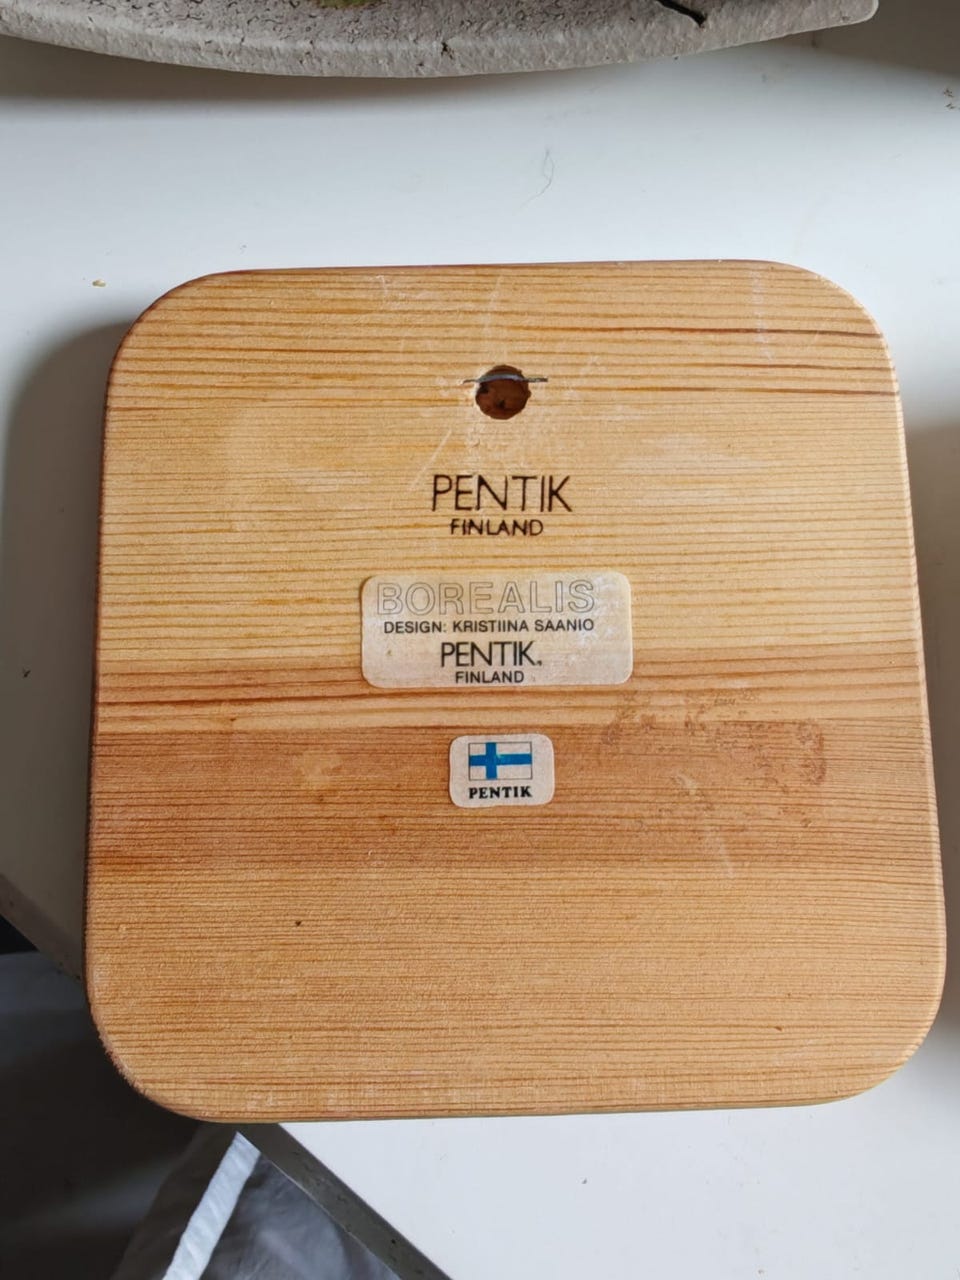 PENTIK
FINLAND
BOREALIS
DESIGN: KRISTIINA SAANIO
PENTIK.
FINLAND
PENTIK